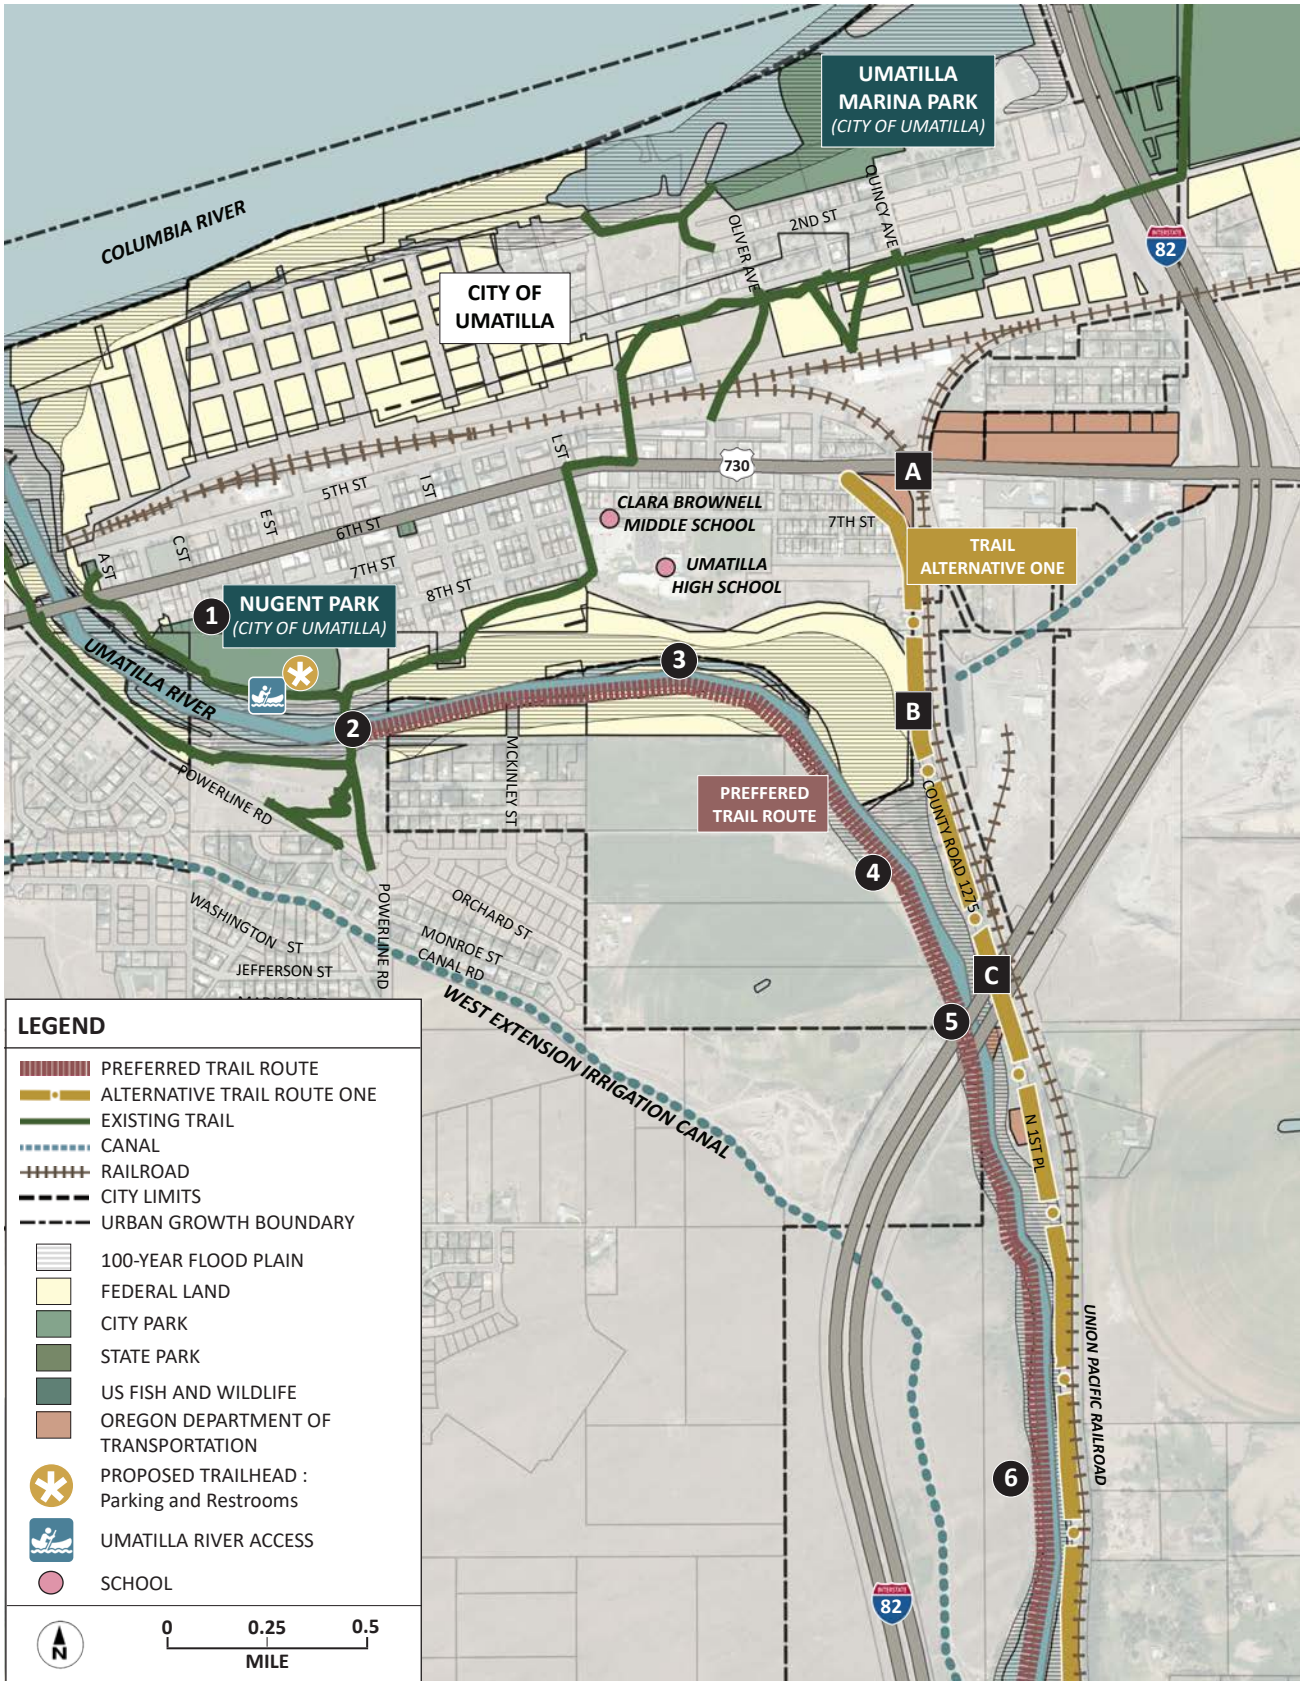 UMATILLA
MARINA PARK
(CITY OF UMATILLA)
COLUMBIA RIVER
QUINCY AVE
2ND ST
OLIVER AVE
INTERSTATE
82
CITY OF
UMATILLA
L ST
730
A
5TH ST
I ST
E ST
6TH ST
C ST
A ST
7TH ST
8TH ST
CLARA BROWNELL
MIDDLE SCHOOL
7TH ST
UMATILLA
HIGH SCHOOL
TRAIL
ALTERNATIVE ONE
1
NUGENT PARK
(CITY OF UMATILLA)
UMATILLA RIVER
3
2
B
MCKINLEY ST
POWERLINE RD
PREFFERED
TRAIL ROUTE
COUNTY ROAD 1275
4
WASHINGTON ST
POWERLINE RD
ORCHARD ST
MONROE ST
CANAL RD
JEFFERSON ST
C
5
WEST EXTENSION IRRIGATION CANAL
N 1ST PL
UNION PACIFIC RAILROAD
6
INTERSTATE
82
LEGEND
PREFERRED TRAIL ROUTE
ALTERNATIVE TRAIL ROUTE ONE
EXISTING TRAIL
CANAL
RAILROAD
CITY LIMITS
URBAN GROWTH BOUNDARY
100-YEAR FLOOD PLAIN
FEDERAL LAND
CITY PARK
STATE PARK
US FISH AND WILDLIFE
OREGON DEPARTMENT OF
TRANSPORTATION
PROPOSED TRAILHEAD :
Parking and Restrooms
UMATILLA RIVER ACCESS
SCHOOL
N
0 0.25 0.5
MILE